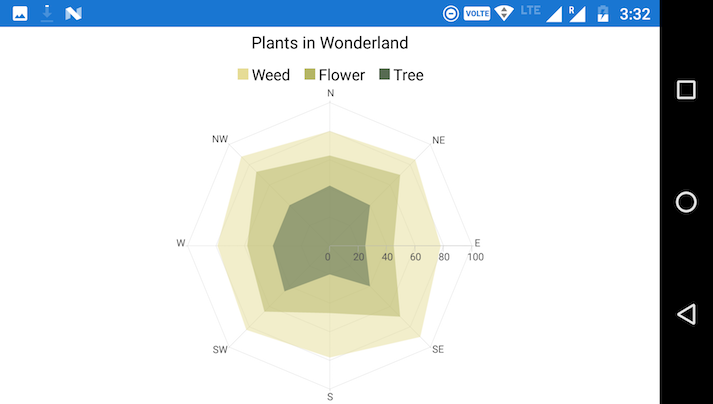 VOLTE LTE R 3:32
Plants in Wonderland
Weed Flower Tree
N
NW NE
W E
0 20 40 60 80 100
SW SE
S